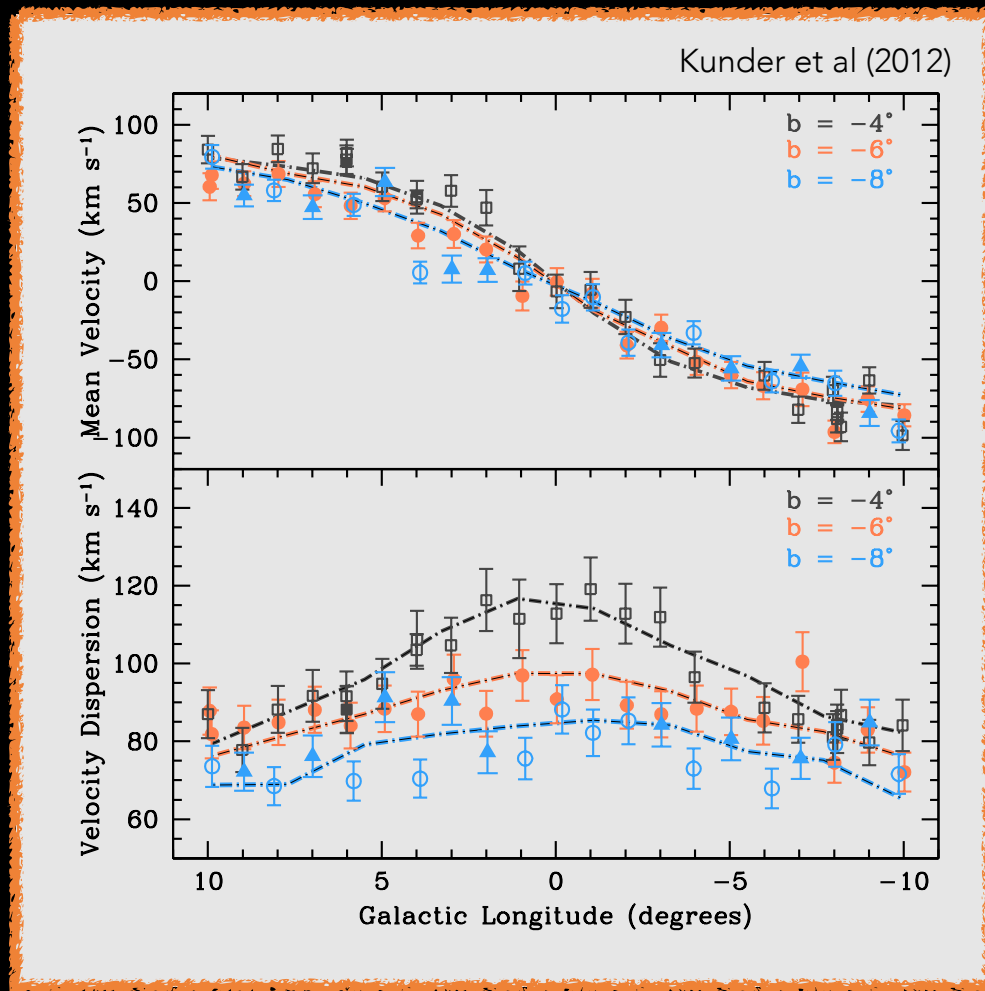 Kunder et al (2012)
100
50
0
−50
−100
Mean Velocity (km s⁻¹)
b = −4°
b = −6°
b = −8°
140
120
100
80
60
Velocity Dispersion (km s⁻¹)
b = −4°
b = −6°
b = −8°
10 5 0 −5 −10
Galactic Longitude (degrees)